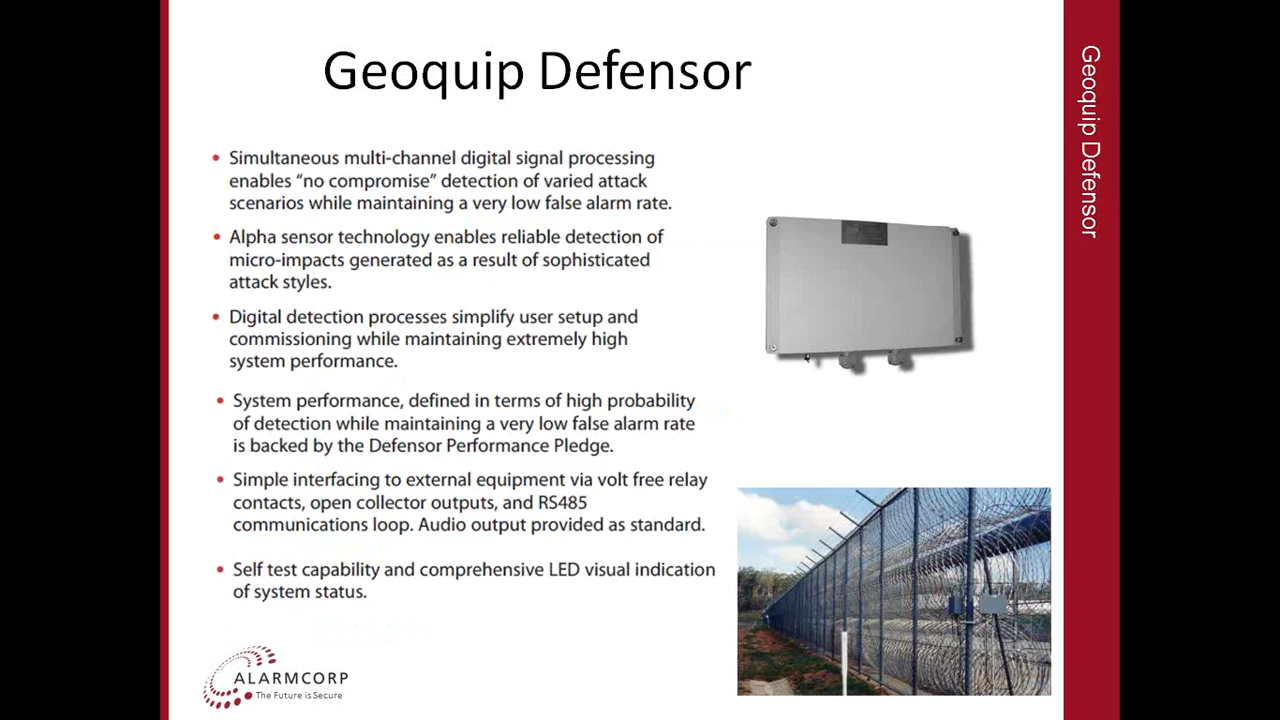 Geoquip Defensor
Geoquip Defensor
• Simultaneous multi-channel digital signal processing
enables “no compromise” detection of varied attack
scenarios while maintaining a very low false alarm rate.
• Alpha sensor technology enables reliable detection of
micro-impacts generated as a result of sophisticated
attack styles.
• Digital detection processes simplify user setup and
commissioning while maintaining extremely high
system performance.
• System performance, defined in terms of high probability
of detection while maintaining a very low false alarm rate
is backed by the Defensor Performance Pledge.
• Simple interfacing to external equipment via volt free relay
contacts, open collector outputs, and RS485
communications loop. Audio output provided as standard.
• Self test capability and comprehensive LED visual indication
of system status.
ALARMCORP
The Future is Secure